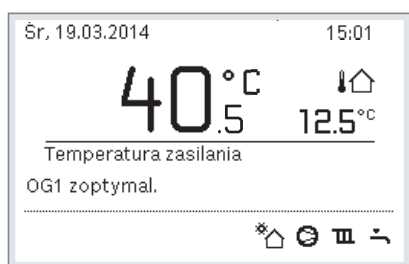 Śr, 19.03.2014 15:01
40.5 °C
12.5°C
Temperatura zasilania
OG1 zoptymal.